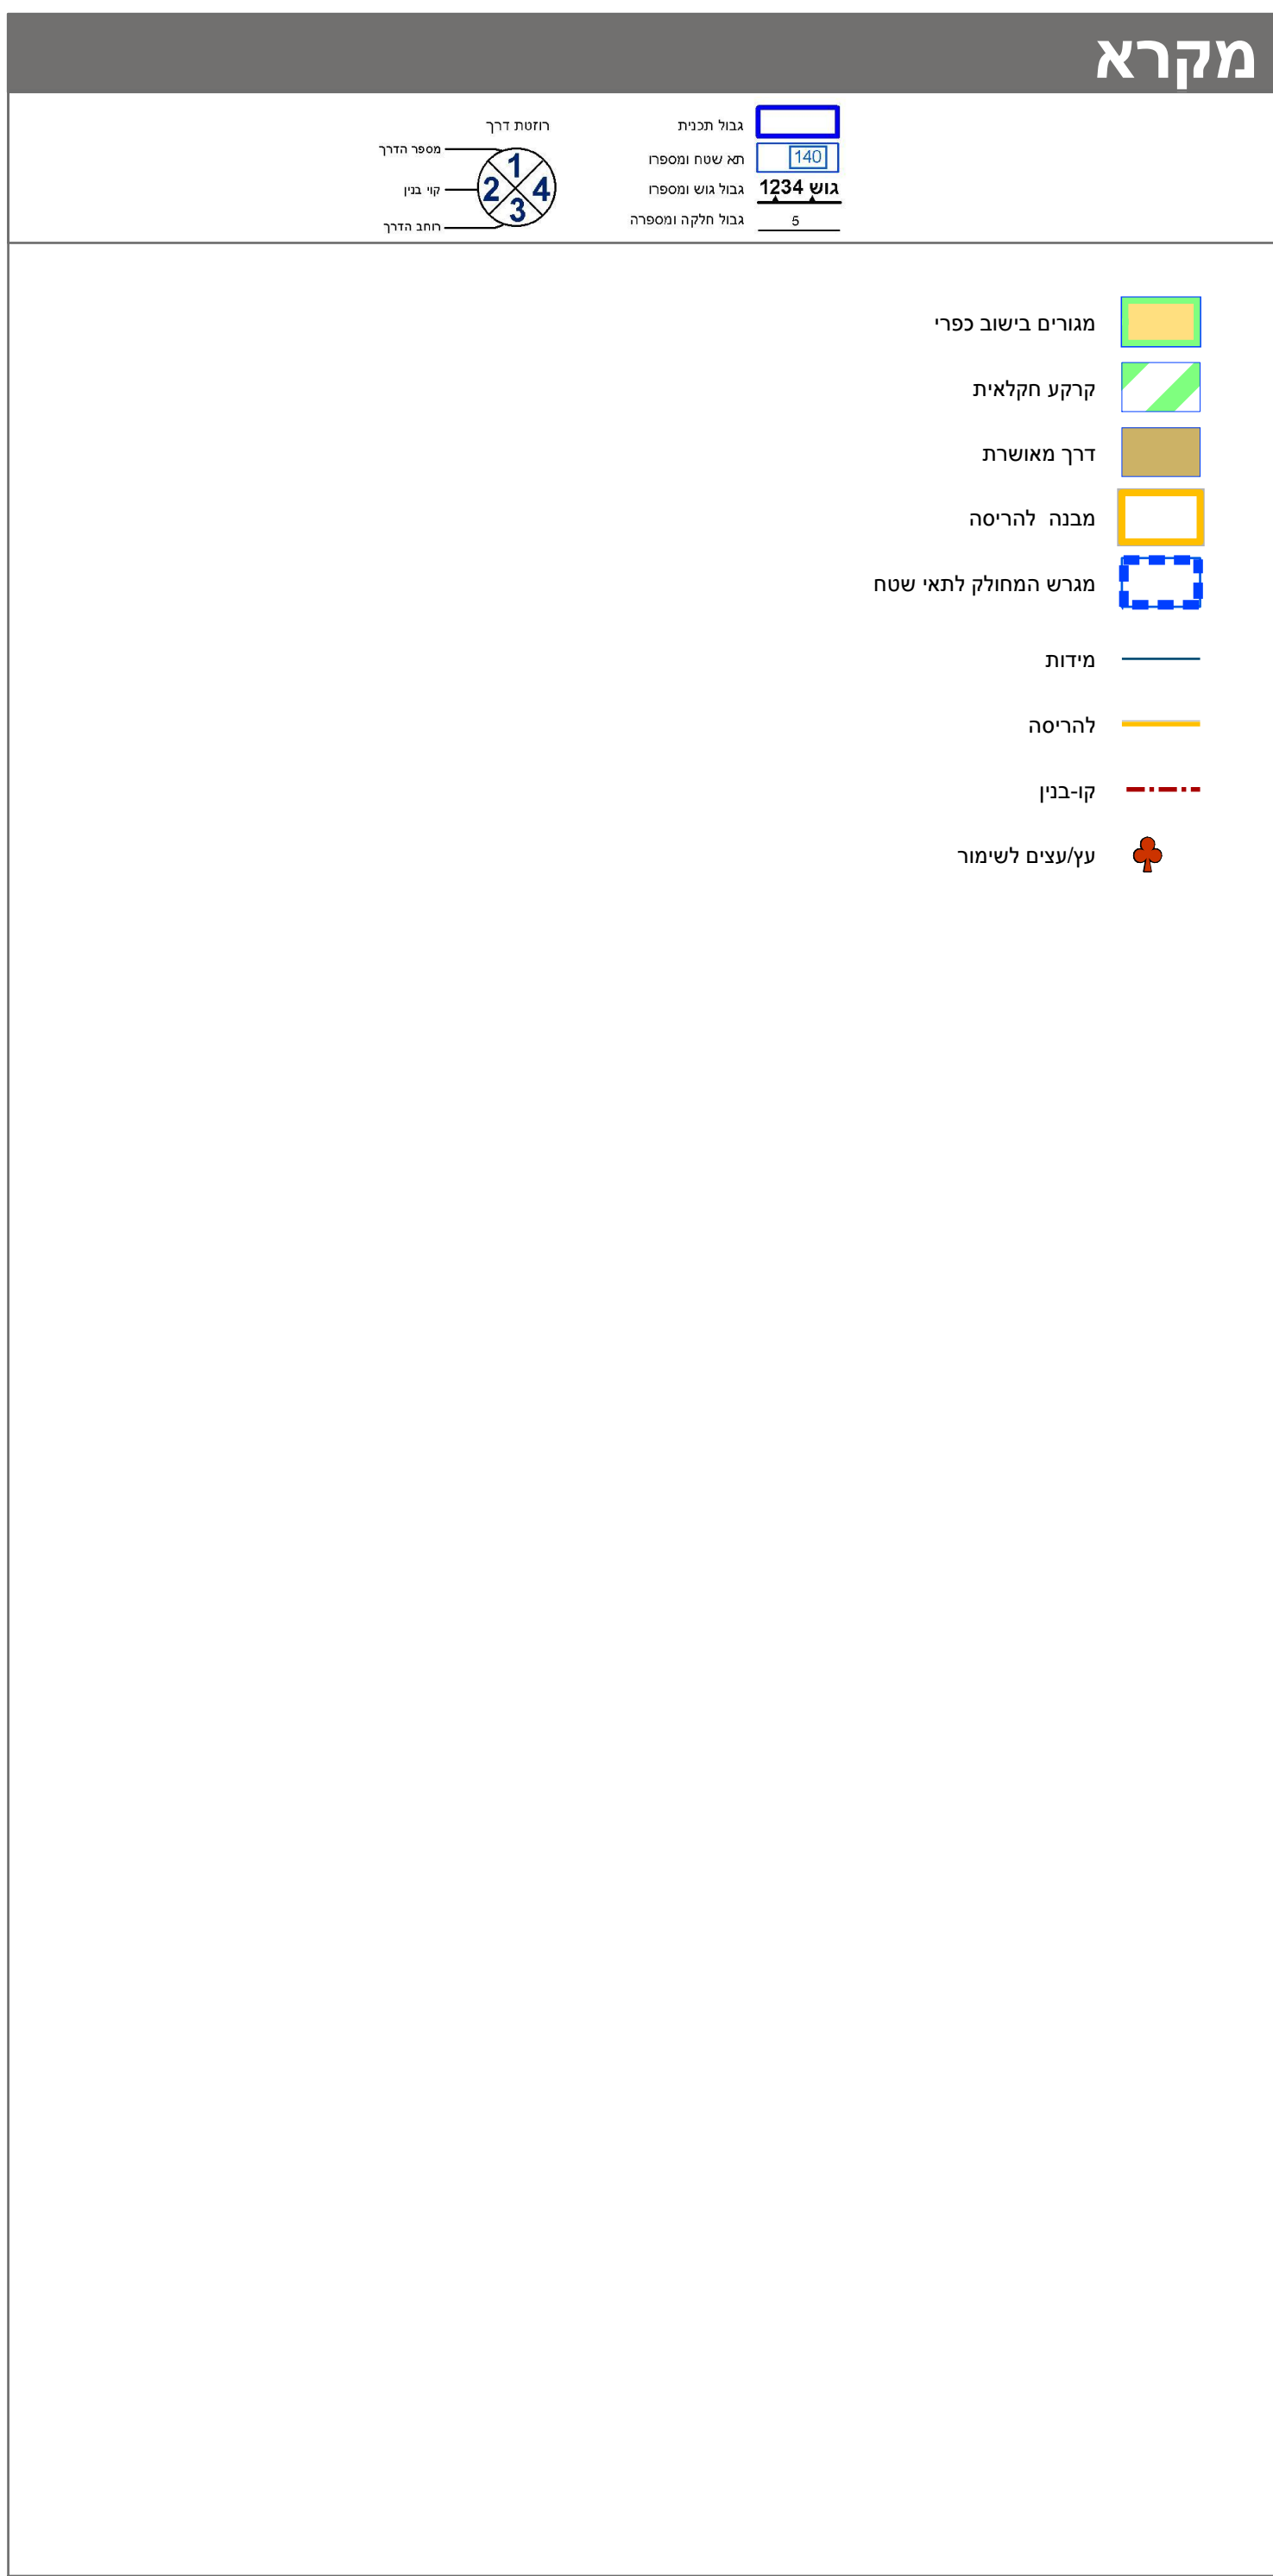 מקרא
גבול תכנית
תא שטח ומספרו
140
גבול גוש ומספרו
גוש 1234
גבול חלקה ומספרה
5
רוזטת דרך
מספר הדרך
קוי בנין
רוחב הדרך
1
2
4
3
מגורים בישוב כפרי
קרקע חקלאית
דרך מאושרת
מבנה להריסה
מגרש המחולק לתאי שטח
מידות
להריסה
קו-בנין
עץ/עצים לשימור